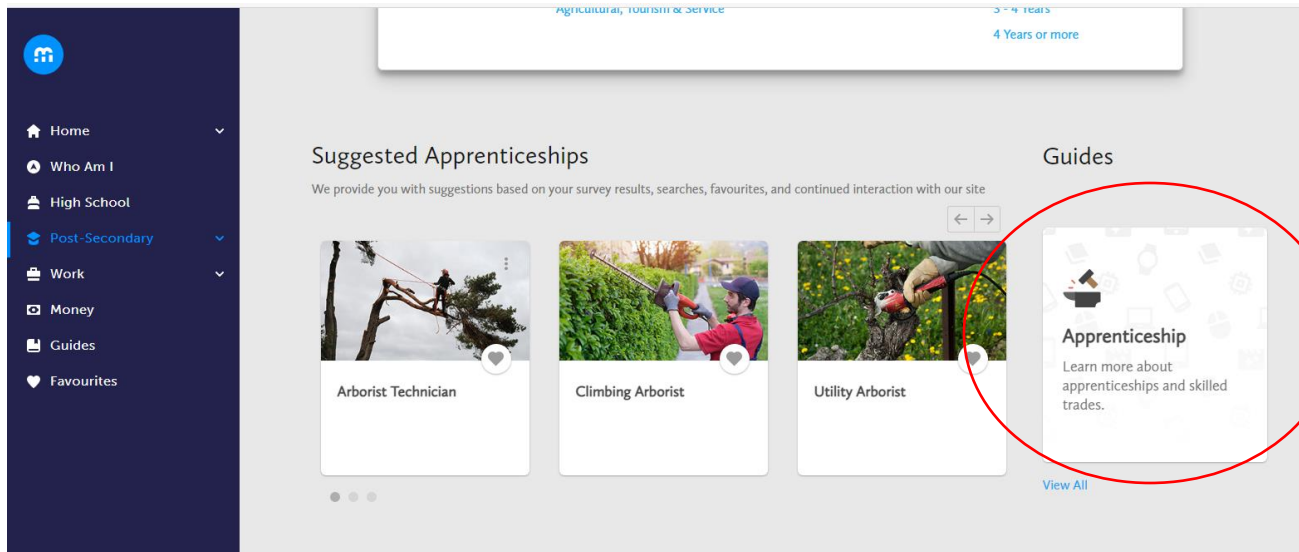 Agricultural, Tourism & Service
3 - 4 Years
4 Years or more
m
Home
Who Am I
High School
Post-Secondary
Work
Money
Guides
Favourites
Suggested Apprenticeships
We provide you with suggestions based on your survey results, searches, favourites, and continued interaction with our site
Arborist Technician
Climbing Arborist
Utility Arborist
Guides
Apprenticeship
Learn more about
apprenticeships and skilled
trades.
View All